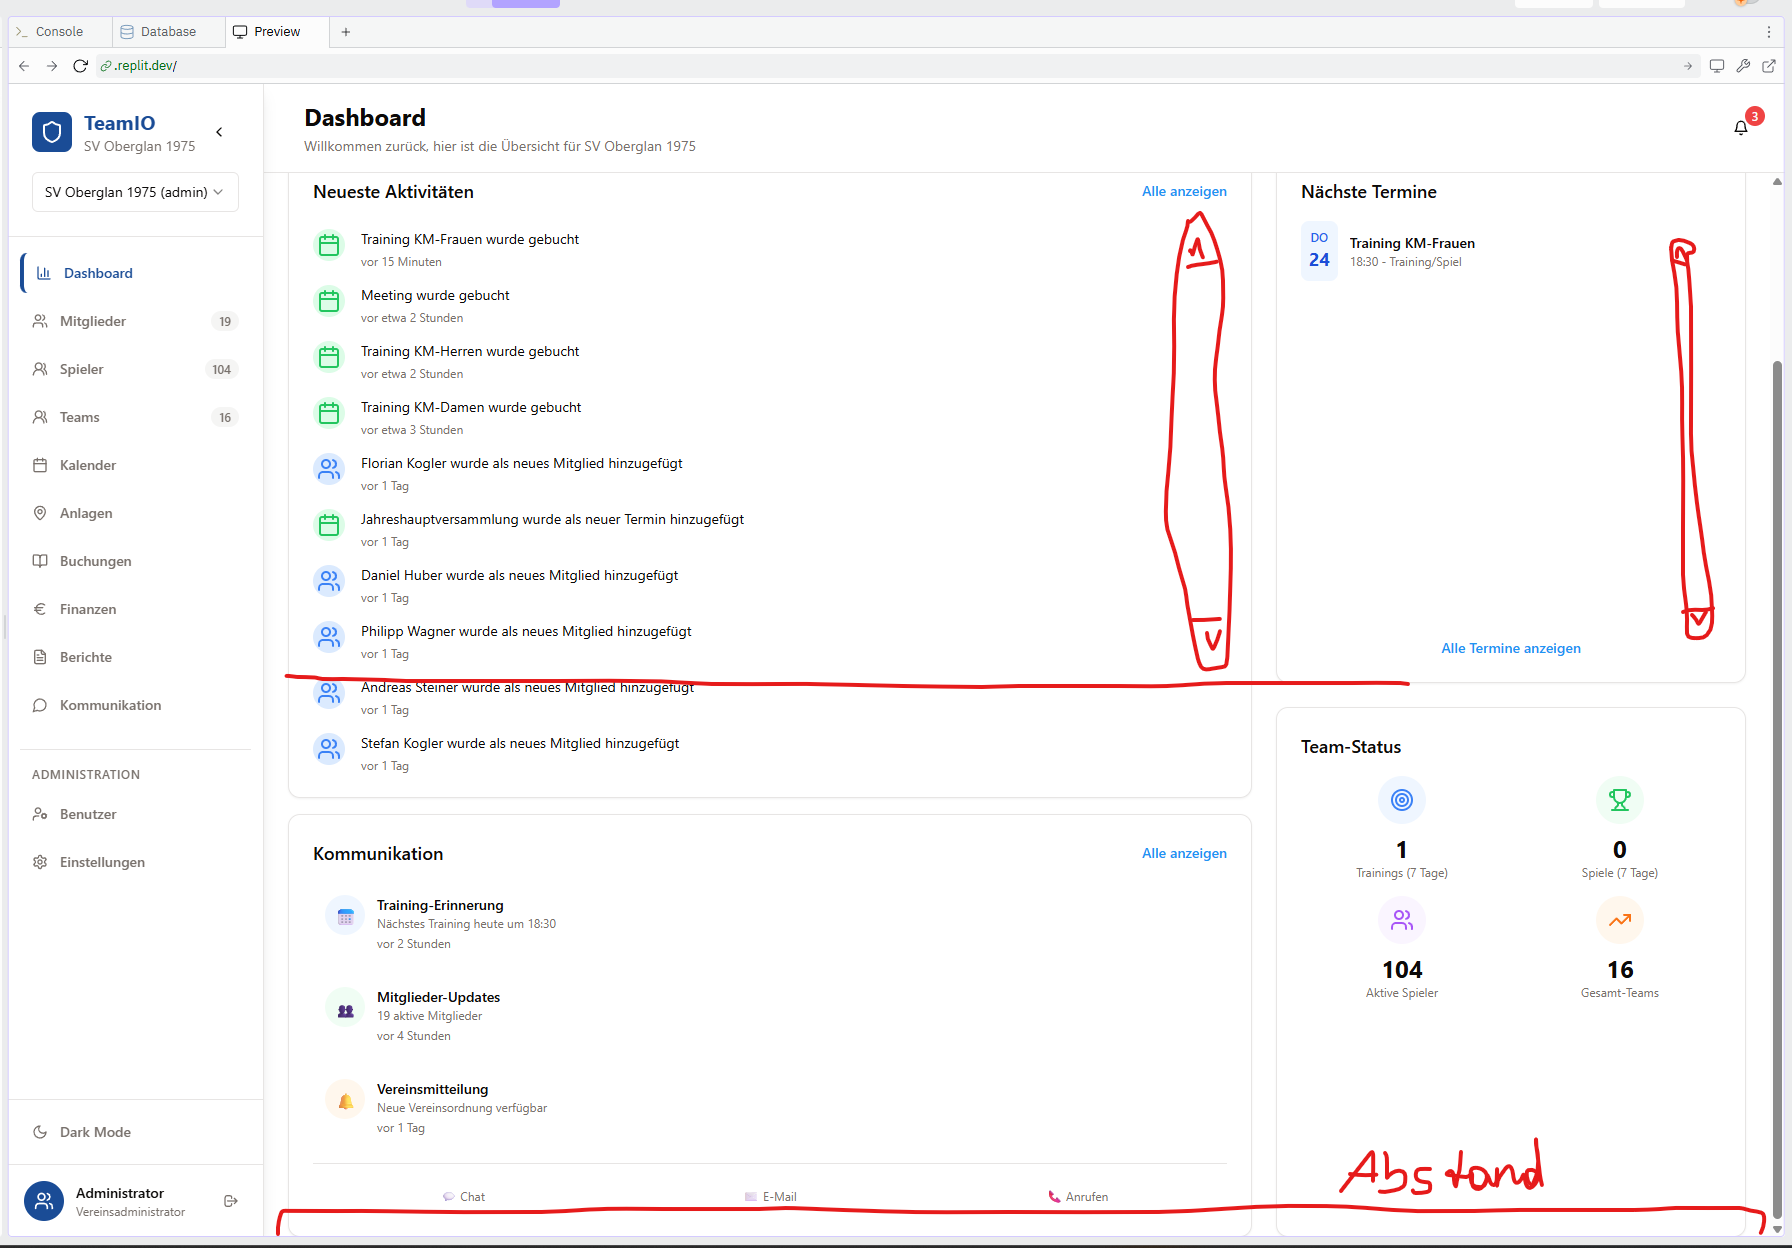 Console
Database
Preview
.replit.dev/
TeamIO
SV Oberglan 1975
SV Oberglan 1975 (admin)
Dashboard
Mitglieder 19
Spieler 104
Teams 16
Kalender
Anlagen
Buchungen
Finanzen
Berichte
Kommunikation
ADMINISTRATION
Benutzer
Einstellungen
Dark Mode
Administrator
Vereinsadministrator
Dashboard
Willkommen zurück, hier ist die Übersicht für SV Oberglan 1975
3
Neueste Aktivitäten
Alle anzeigen
Training KM-Frauen wurde gebucht
vor 15 Minuten
Meeting wurde gebucht
vor etwa 2 Stunden
Training KM-Herren wurde gebucht
vor etwa 2 Stunden
Training KM-Damen wurde gebucht
vor etwa 3 Stunden
Florian Kogler wurde als neues Mitglied hinzugefügt
vor 1 Tag
Jahreshauptversammlung wurde als neuer Termin hinzugefügt
vor 1 Tag
Daniel Huber wurde als neues Mitglied hinzugefügt
vor 1 Tag
Philipp Wagner wurde als neues Mitglied hinzugefügt
vor 1 Tag
Andreas Steiner wurde als neues Mitglied hinzugefügt
vor 1 Tag
Stefan Kogler wurde als neues Mitglied hinzugefügt
vor 1 Tag
Nächste Termine
DO
24
Training KM-Frauen
18:30 - Training/Spiel
Alle Termine anzeigen
Kommunikation
Alle anzeigen
Training-Erinnerung
Nächstes Training heute um 18:30
vor 2 Stunden
Mitglieder-Updates
19 aktive Mitglieder
vor 4 Stunden
Vereinsmitteilung
Neue Vereinsordnung verfügbar
vor 1 Tag
Chat
E-Mail
Anrufen
Team-Status
1
Trainings (7 Tage)
0
Spiele (7 Tage)
104
Aktive Spieler
16
Gesamt-Teams
Abstand